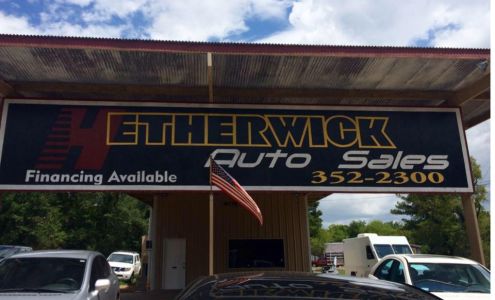 HETHERWICK
Auto Sales
Financing Available
352-2300